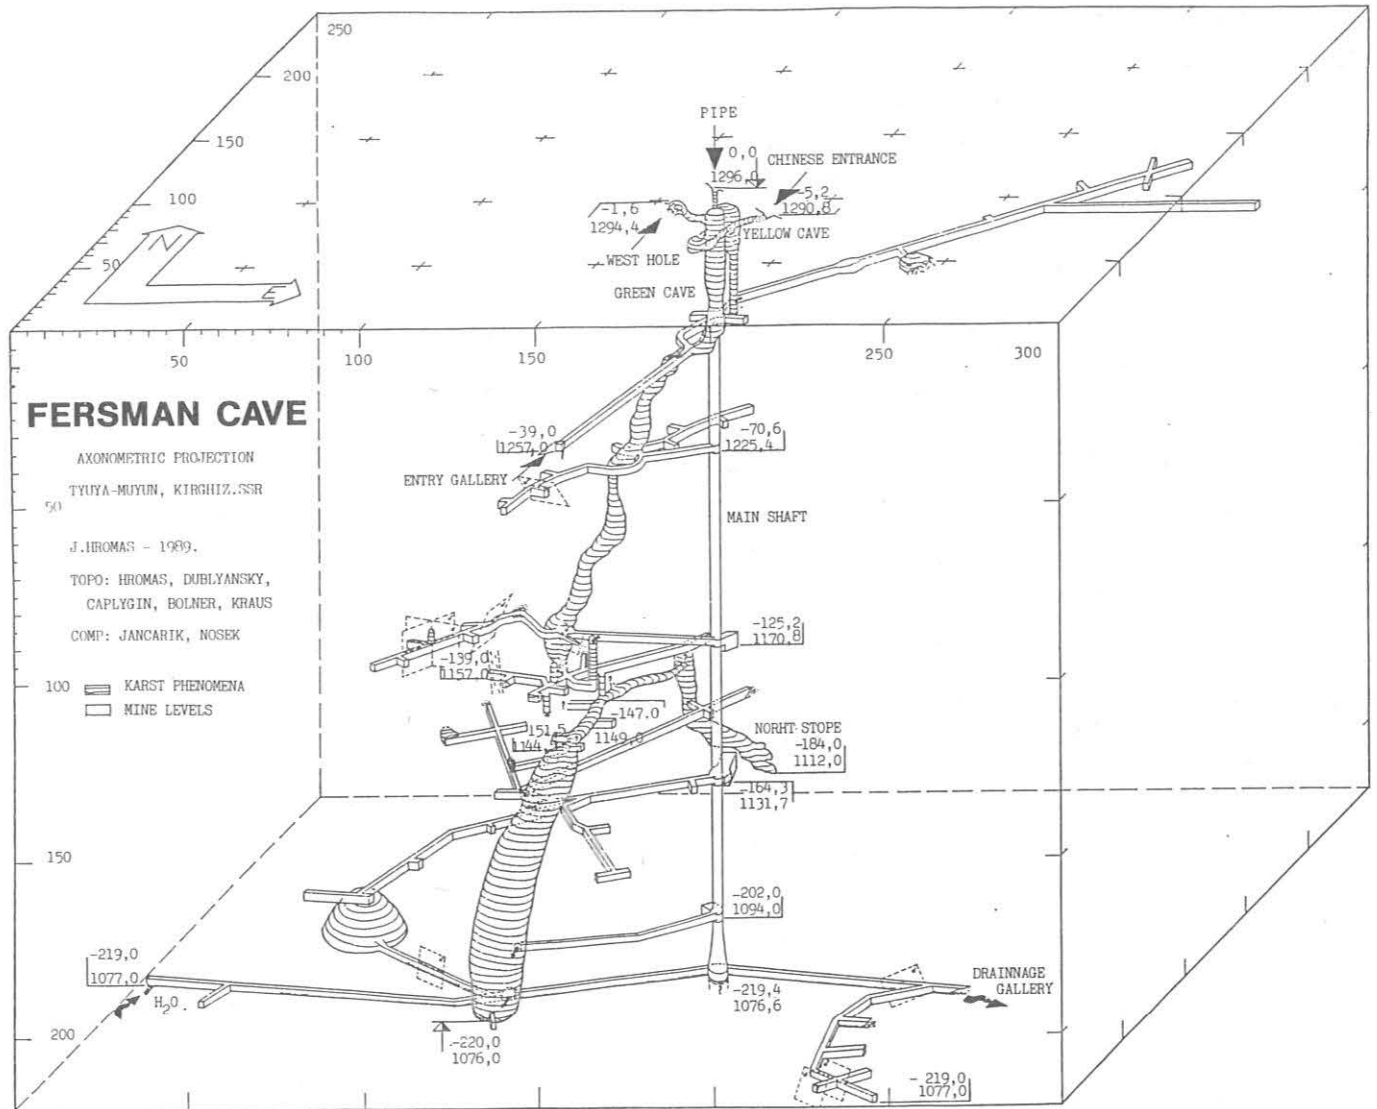 250
200
150
100
50
N
E
PIPE
0,0
1296,0
CHINESE ENTRANCE
-5,2
1290,8
-1,6
1294,4
WEST HOLE
YELLOW CAVE
GREEN CAVE
50
100
150
250
300
FERSMAN CAVE
AXONOMETRIC PROJECTION
TYUYA-MUYUN, KIRGHIZ.SSR
50
J.HROMAS - 1989.
TOPO: HROMAS, DUBLYANSKY,
CAPLYGIN, BOLNER, KRAUS
COMP: JANCARIK, NOSEK
KARST PHENOMENA
MINE LEVELS
100
150
200
-39,0
1257,0
ENTRY GALLERY
-70,6
1225,4
MAIN SHAFT
-125,2
1170,8
-139,0
1157,0
-147.0
1149,0
151,5
NORHT STOPE
-184,0
1112,0
-164,3
1131,7
-202,0
1094,0
-219,0
1077,0
H2O.
-219,4
1076,6
DRAINNAGE
GALLERY
-220,0
1076,0
-219,0
1077,0